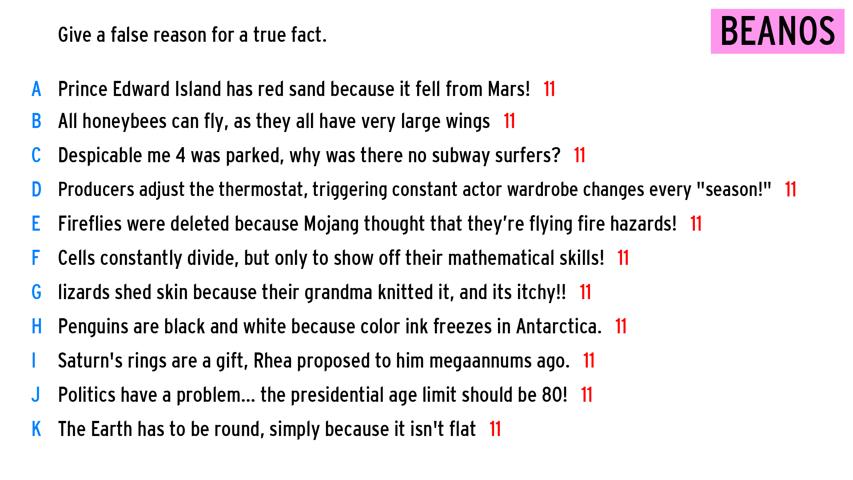 Give a false reason for a true fact.
BEANOS
A Prince Edward Island has red sand because it fell from Mars! 11
B All honeybees can fly, as they all have very large wings 11
C Despicable me 4 was parked, why was there no subway surfers? 11
D Producers adjust the thermostat, triggering constant actor wardrobe changes every "season!" 11
E Fireflies were deleted because Mojang thought that they’re flying fire hazards! 11
F Cells constantly divide, but only to show off their mathematical skills! 11
G lizards shed skin because their grandma knitted it, and its itchy!! 11
H Penguins are black and white because color ink freezes in Antarctica. 11
I Saturn's rings are a gift, Rhea proposed to him megaannums ago. 11
J Politics have a problem... the presidential age limit should be 80! 11
K The Earth has to be round, simply because it isn't flat 11